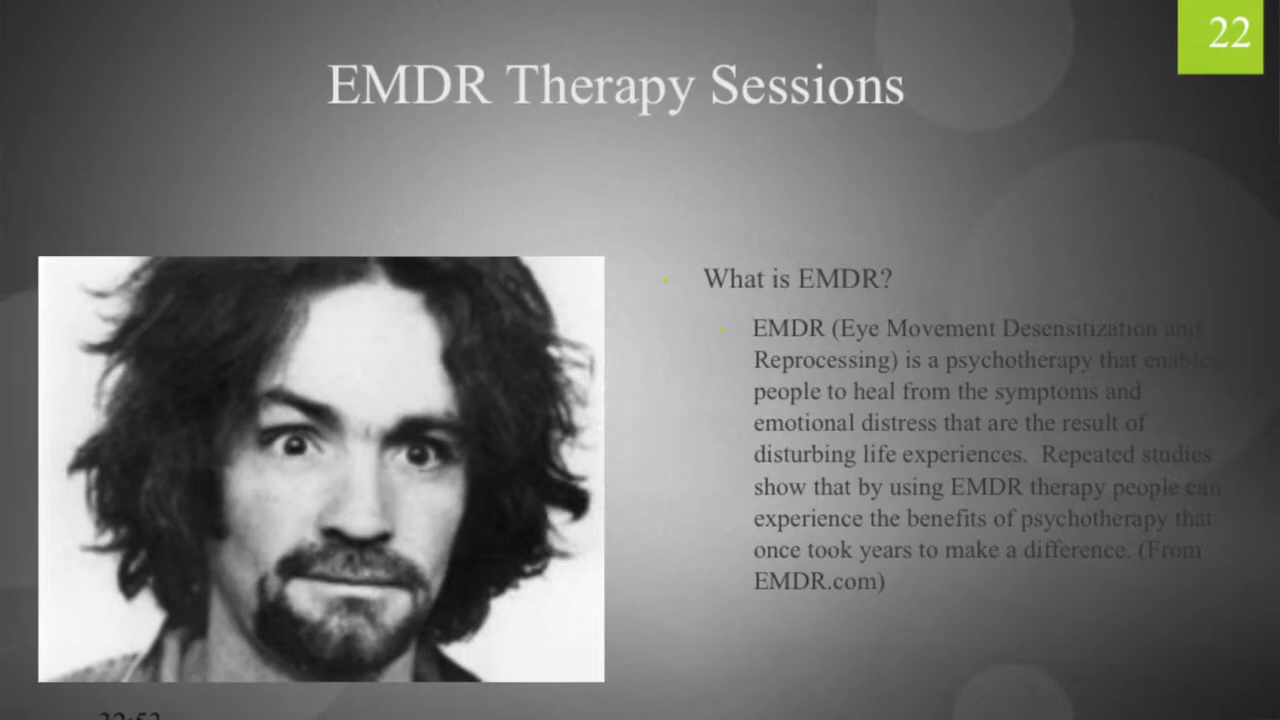 22
EMDR Therapy Sessions
What is EMDR?
EMDR (Eye Movement Desensitization and
Reprocessing) is a psychotherapy that enables
people to heal from the symptoms and
emotional distress that are the result of
disturbing life experiences. Repeated studies
show that by using EMDR therapy people can
experience the benefits of psychotherapy that
once took years to make a difference. (From
EMDR.com)